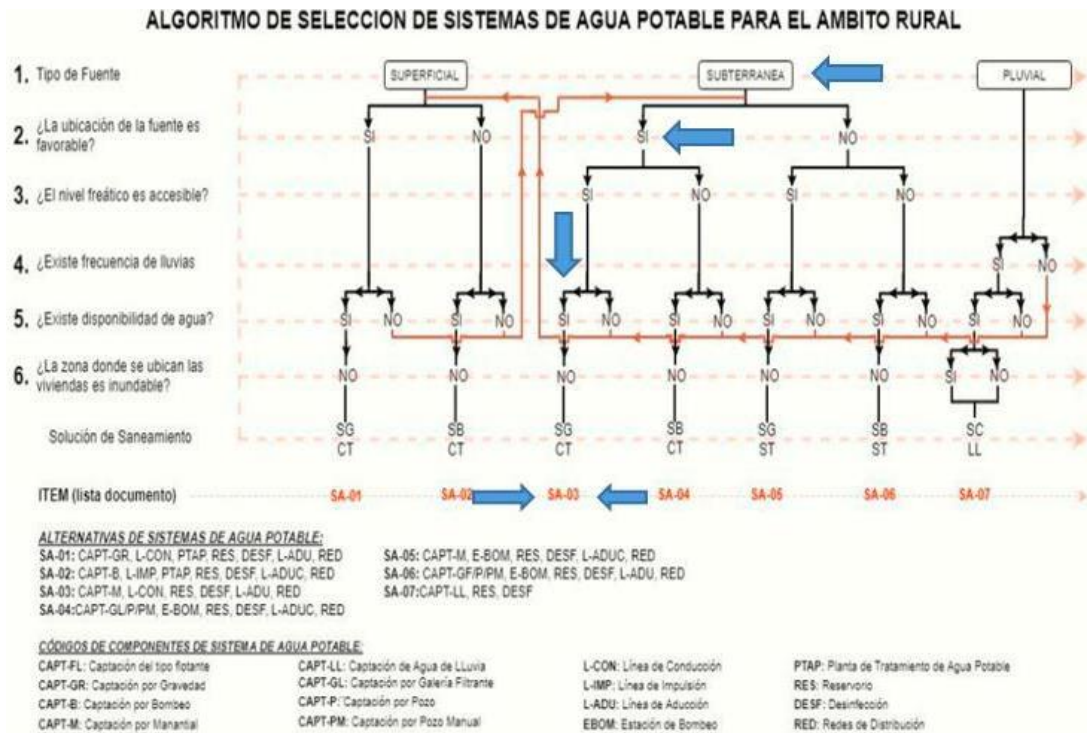 ALGORITMO DE SELECCION DE SISTEMAS DE AGUA POTABLE PARA EL AMBITO RURAL
1. Tipo de Fuente
SUPERFICIAL
SUBTERRANEA
PLUVIAL
2. ¿La ubicación de la fuente es favorable?
SI NO SI NO
3. ¿El nivel freático es accesible?
SI NO SI NO
4. ¿Existe frecuencia de lluvias
SI NO
5. ¿Existe disponibilidad de agua?
SI NO SI NO SI NO SI NO SI NO SI NO SI NO
6. ¿La zona donde se ubican las viviendas es inundable?
NO NO NO NO NO NO SI NO
Solución de Saneamiento
SG SB SG SB SG SB SC
CT CT CT CT ST ST LL
ITEM (lista documento) SA-01 SA-02 SA-03 SA-04 SA-05 SA-06 SA-07
ALTERNATIVAS DE SISTEMAS DE AGUA POTABLE:
SA-01: CAPT-GR, L-CON, PTAP, RES, DESF, L-ADU, RED
SA-02: CAPT-B, L-IMP, PTAP, RES, DESF, L-ADUC, RED
SA-03: CAPT-M, L-CON, RES, DESF, L-ADU, RED
SA-04:CAPT-GL/P/PM, E-BOM, RES, DESF, L-ADUC, RED
SA-05: CAPT-M, E-BOM, RES, DESF, L-ADUC, RED
SA-06: CAPT-GF/P/PM, E-BOM, RES, DESF, L-ADU, RED
SA-07:CAPT-LL, RES, DESF
CÓDIGOS DE COMPONENTES DE SISTEMA DE AGUA POTABLE:
CAPT-FL: Captación del tipo flotante
CAPT-GR: Captación por Gravedad
CAPT-B: Captación por Bombeo
CAPT-M: Captación por Manantial
CAPT-LL: Captación de Agua de LLuvia
CAPT-GL: Captación por Galería Filtrante
CAPT-P: Captación por Pozo
CAPT-PM: Captación por Pozo Manual
L-CON: Línea de Conducción
L-IMP: Línea de Impulsión
L-ADU: Línea de Aducción
EBOM: Estación de Bombeo
PTAP: Planta de Tratamiento de Agua Potable
RES: Reservorio
DESF: Desinfección
RED: Redes de Distribución